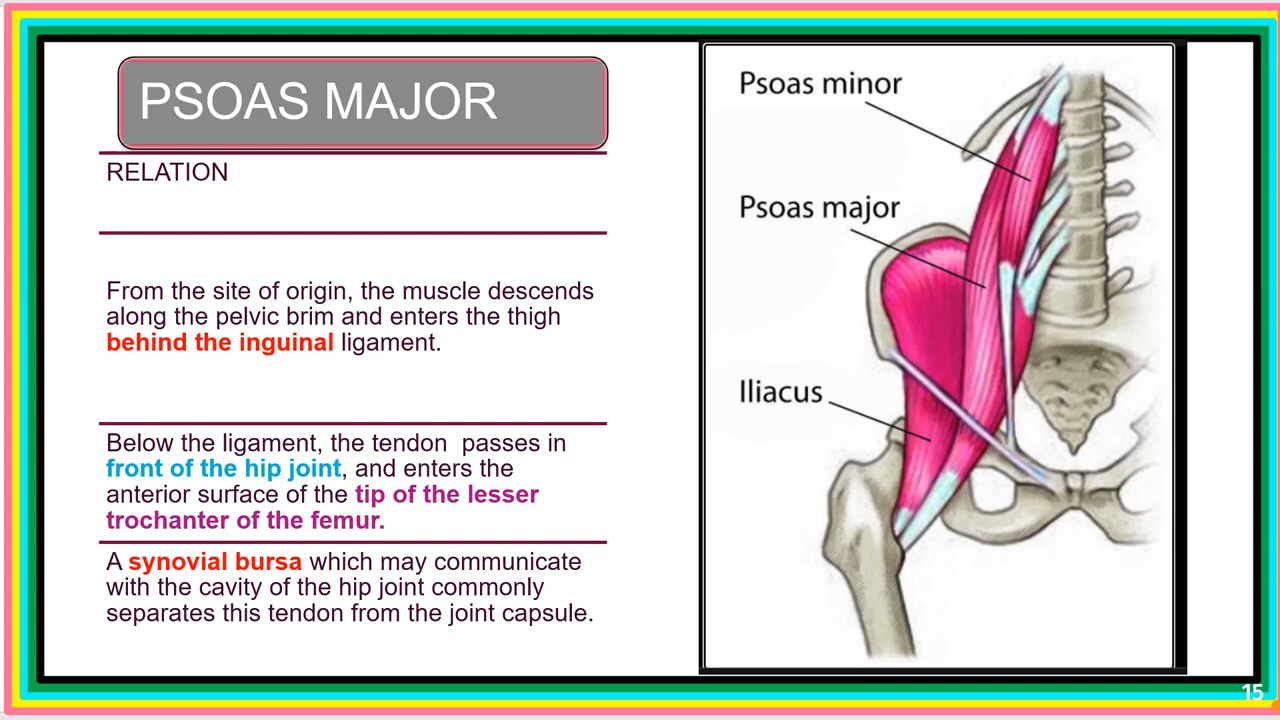 PSOAS MAJOR
RELATION
From the site of origin, the muscle descends
along the pelvic brim and enters the thigh
behind the inguinal ligament.
Below the ligament, the tendon passes in
front of the hip joint, and enters the
anterior surface of the tip of the lesser
trochanter of the femur.
A synovial bursa which may communicate
with the cavity of the hip joint commonly
separates this tendon from the joint capsule.
Psoas minor
Psoas major
Iliacus
15